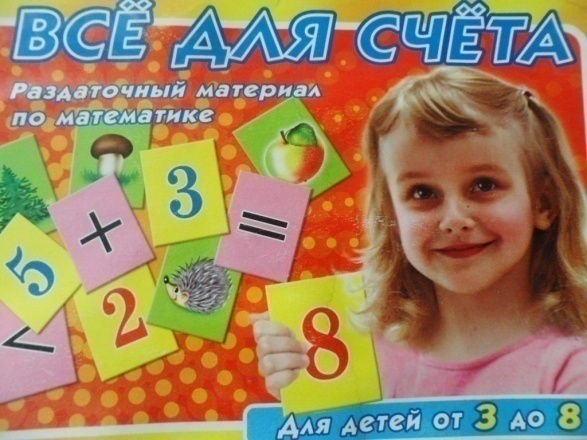 ВСЁ ДЛЯ СЧЁТА
Раздаточный материал
по математике
3
5 + =
< 2
8
Для детей от 3 до 8